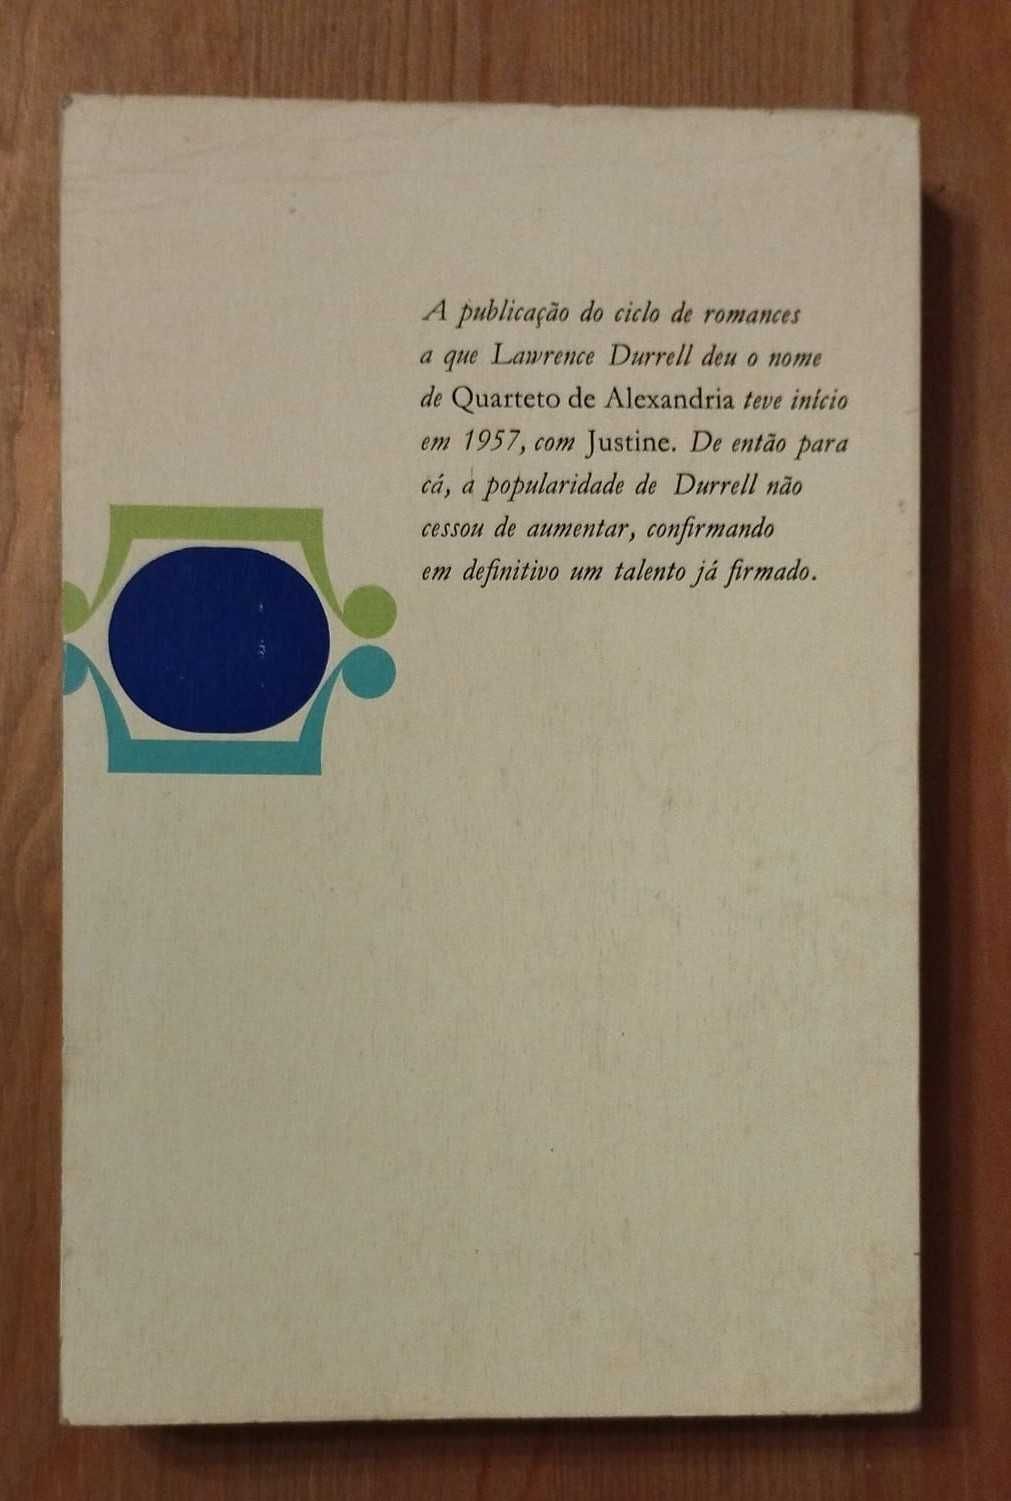 A publicação do ciclo de romances
a que Lawrence Durrell deu o nome
de Quarteto de Alexandria teve início
em 1957, com Justine. De então para
cá, a popularidade de Durrell não
cessou de aumentar, confirmando
em definitivo um talento já firmado.